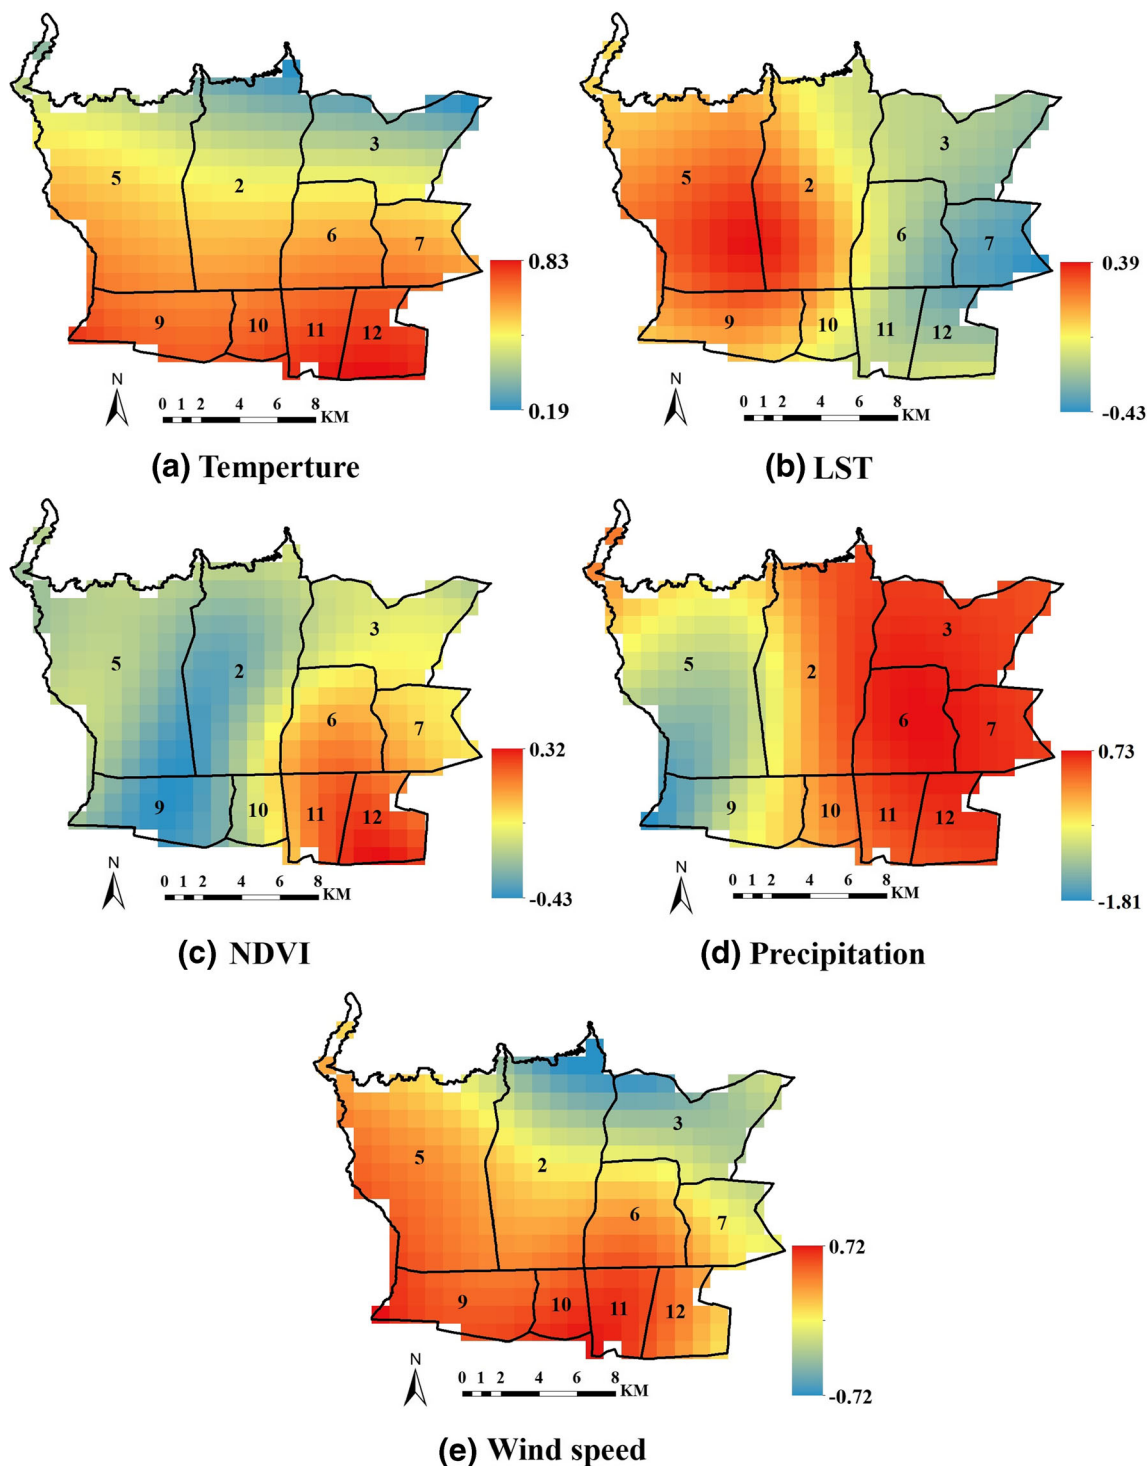 3
5
2
6
7
9
10
11
12
0.83
0.19
N
0 1 2 4 6 8
KM
(a) Temperture
3
5
2
6
7
9
10
11
12
0.39
-0.43
N
0 1 2 4 6 8
KM
(b) LST
3
5
2
6
7
9
10
11
12
0.32
-0.43
N
0 1 2 4 6 8
KM
(c) NDVI
3
5
2
6
7
9
10
11
12
0.73
-1.81
N
0 1 2 4 6 8
KM
(d) Precipitation
3
5
2
6
7
9
10
11
12
0.72
-0.72
N
0 1 2 4 6 8
KM
(e) Wind speed